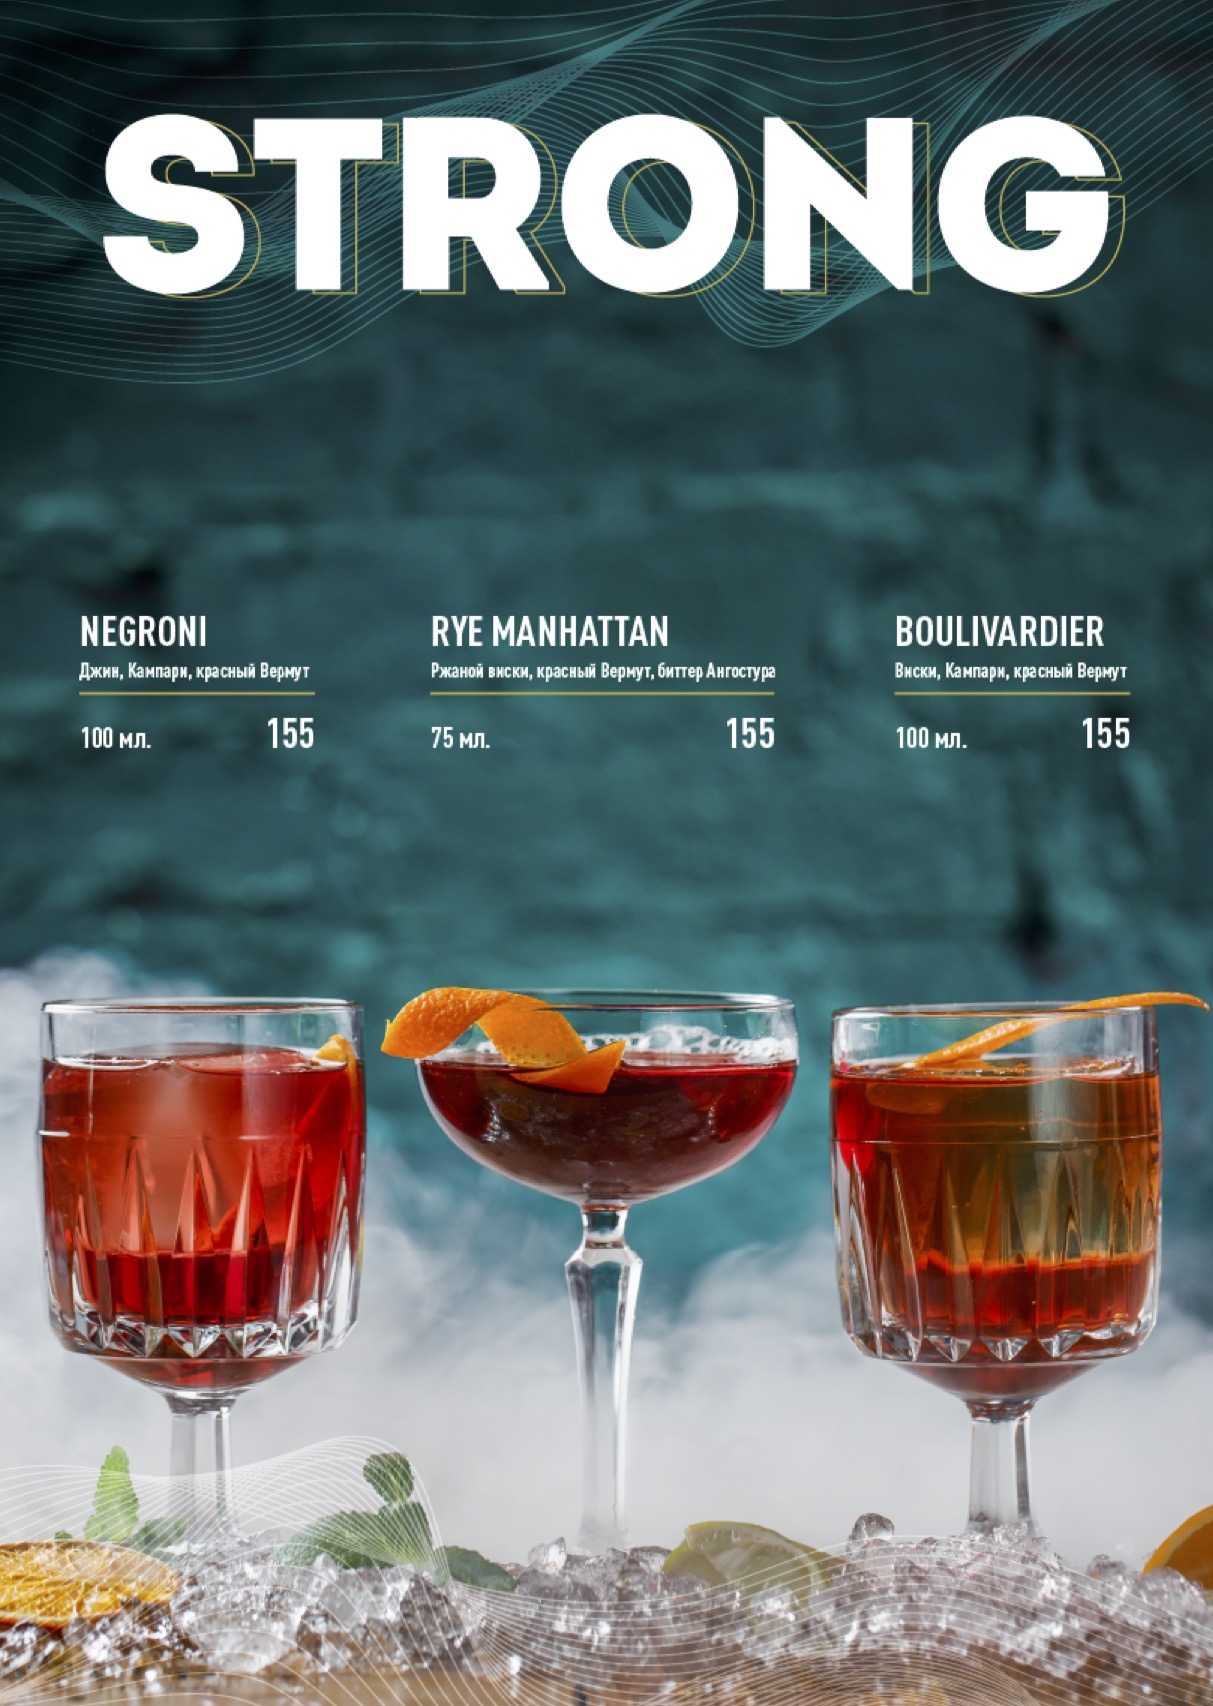 STRONG
NEGRONI
Джин, Кампари, красный Вермут
100 мл. 155
RYE MANHATTAN
Ржаной виски, красный Вермут, биттер Ангостура
75 мл. 155
BOULIVARDIER
Виски, Кампари, красный Вермут
100 мл. 155